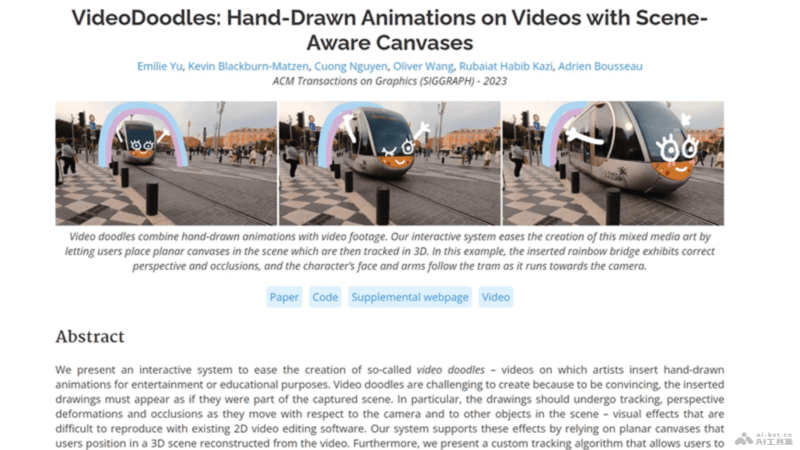 VideoDoodles: Hand-Drawn Animations on Videos with Scene-
Aware Canvases
Emilie Yu, Kevin Blackburn-Matzen, Cuong Nguyen, Oliver Wang, Rubaiat Habib Kazi, Adrien Bousseau
ACM Transactions on Graphics (SIGGRAPH) - 2023
Video doodles combine hand-drawn animations with video footage. Our interactive system eases the creation of this mixed media art by
letting users place planar canvases in the scene which are then tracked in 3D. In this example, the inserted rainbow bridge exhibits correct
perspective and occlusions, and the character's face and arms follow the tram as it runs towards the camera.
Paper Code Supplemental webpage Video
Abstract
We present an interactive system to ease the creation of so-called video doodles – videos on which artists insert hand-drawn
animations for entertainment or educational purposes. Video doodles are challenging to create because to be convincing, the inserted
drawings must appear as if they were part of the captured scene. In particular, the drawings should undergo tracking, perspective
deformations and occlusions as they move with respect to the camera and to other objects in the scene – visual effects that are
difficult to reproduce with existing 2D video editing software. Our system supports these effects by relying on planar canvases that
users position in a 3D scene reconstructed from the video. Furthermore, we present a custom tracking algorithm that allows users to
ai-bot.cn
AI工具集